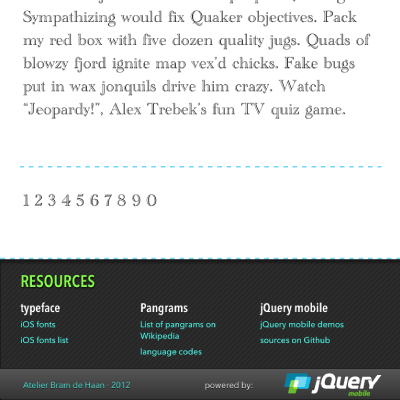 Sympathizing would fix Quaker objectives. Pack
my red box with five dozen quality jugs. Quads of
blowzy fjord ignite map vex'd chicks. Fake bugs
put in wax jonquils drive him crazy. Watch
“Jeopardy!”, Alex Trebek's fun TV quiz game.
1 2 3 4 5 6 7 8 9 0
RESOURCES
typeface
iOS fonts
iOS fonts list
Pangrams
List of pangrams on
Wikipedia
language codes
jQuery mobile
jQuery mobile demos
sources on Github
Atelier Bram de Haan · 2012
powered by:
jQuery
mobile